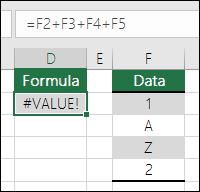 =F2+F3+F4+F5
D E F
Formula Data
#VALUE! 1
A
Z
2